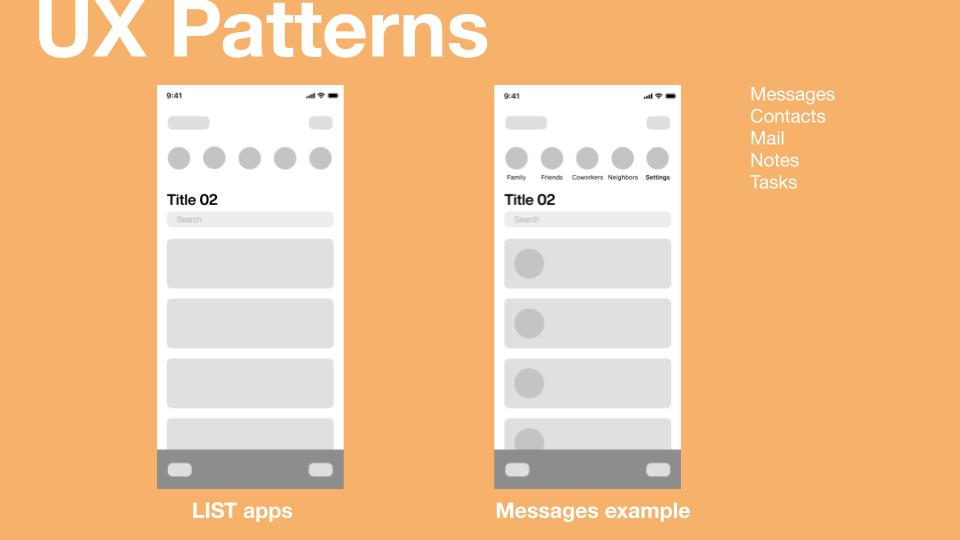 UX Patterns
9:41
Title 02
Search
LIST apps
9:41
Family Friends Coworkers Neighbors Settings
Title 02
Search
Messages example
Messages
Contacts
Mail
Notes
Tasks